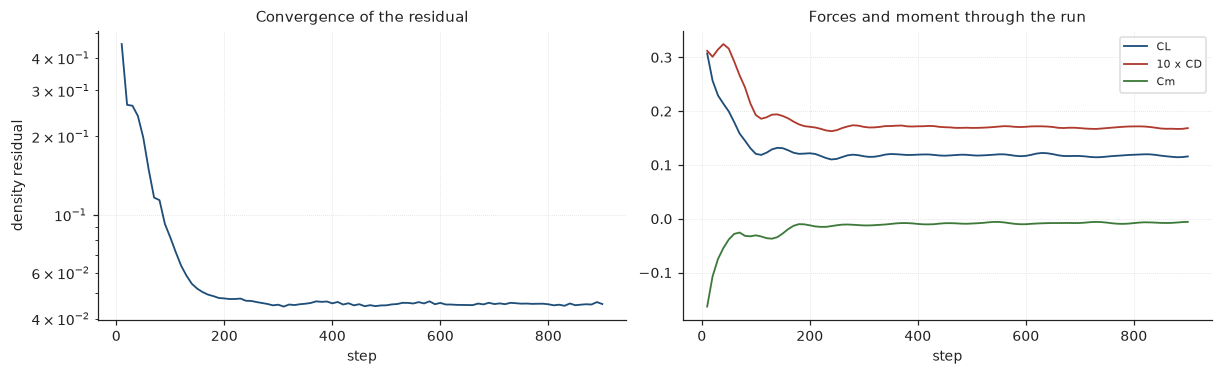 Convergence of the residual
density residual
4 × 10⁻¹
3 × 10⁻¹
2 × 10⁻¹
10⁻¹
6 × 10⁻²
4 × 10⁻²
0 200 400 600 800
step
Forces and moment through the run
0.3
0.2
0.1
0.0
−0.1
CL
10 x CD
Cm
0 200 400 600 800
step